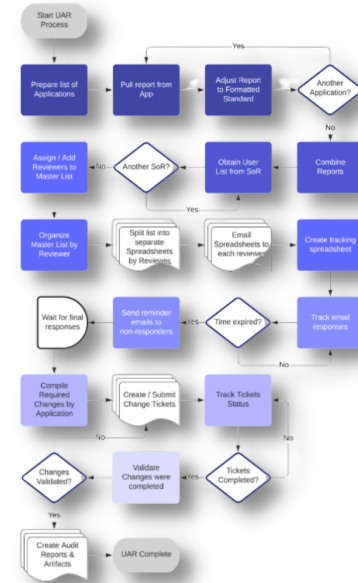 Start UAR
Process
Yes
Prepare list of
Applications
Pull report from
App
Adjust Report
to Formatted
Standard
Another
Application?
No
Assign / Add
Reviewers to
Master List
No
Another SoR?
Obtain User
List from SoR
Combine
Reports
Yes
Organize
Master List by
Reviewer
Split list into
separate
Spreadsheets
by Reviewer
Email
Spreadsheets to
each reviewer
Create tracking
spreadsheet
Wait for final
responses
Send reminder
emails to
non-responders
Yes
Time expired?
Track email
responses
No
Compile
Required
Changes by
Application
Create / Submit
Change Tickets
Track Tickets
Status
No
No
Changes
Validated?
Validate
Changes were
completed
Yes
Tickets
Completed?
Yes
Create Audit
Reports &
Artifacts
UAR Complete